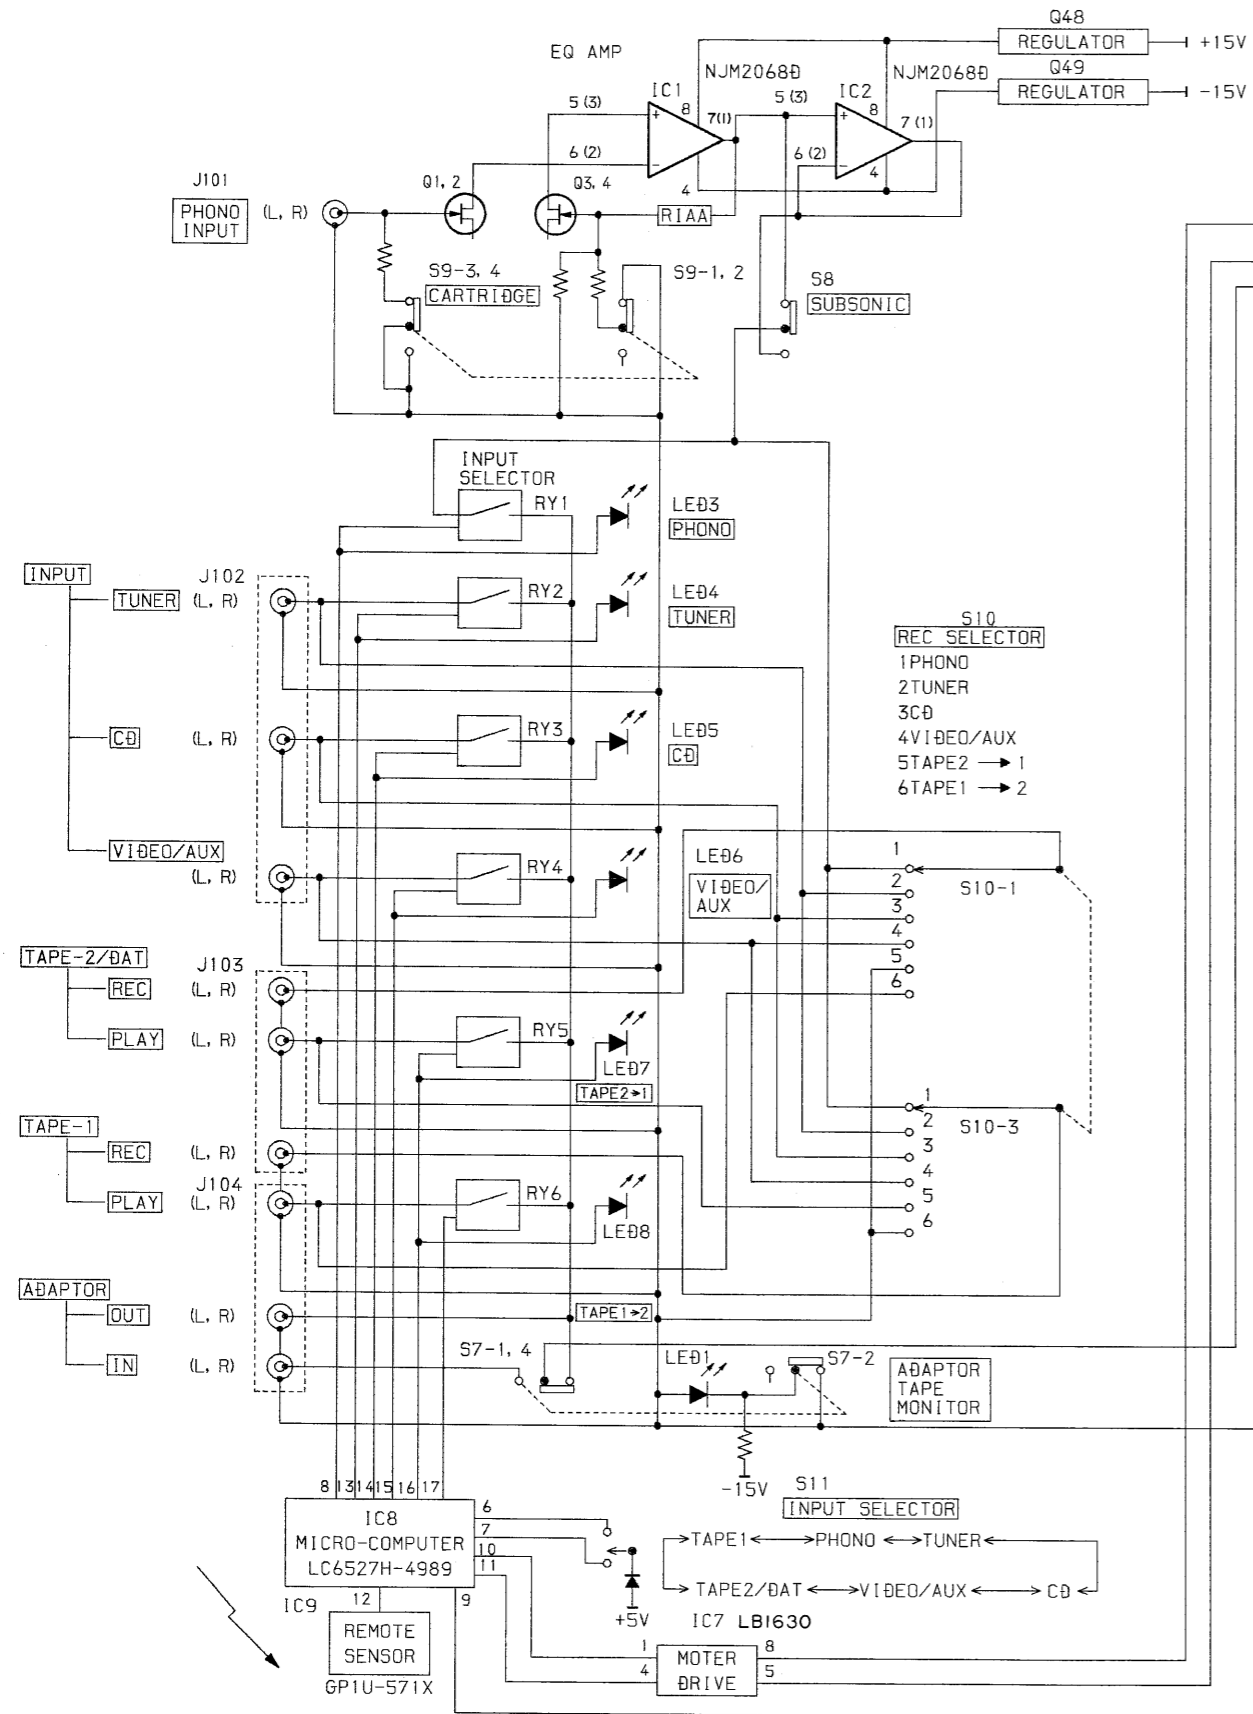 Q48
REGULATOR
+15V
Q49
REGULATOR
-15V
EQ AMP
NJM2068D
NJM2068D
IC1
IC2
5 (3)
8
7(1)
5 (3)
8
7 (1)
6 (2)
4
6 (2)
4
J101
PHONO
INPUT
(L, R)
Q1, 2
Q3, 4
RIAA
S9-3, 4
CARTRIDGE
S9-1, 2
S8
SUBSONIC
INPUT
SELECTOR
RY1
LED3
PHONO
INPUT
J102
TUNER
(L, R)
RY2
LED4
TUNER
S10
REC SELECTOR
1PHONO
2TUNER
3CD
4VIDEO/AUX
5TAPE2 → 1
6TAPE1 → 2
CD
(L, R)
RY3
LED5
CD
VIDEO/AUX
(L, R)
RY4
LED6
VIDEO/
AUX
1
2
3
4
5
6
S10-1
TAPE-2/DAT
J103
REC
(L, R)
PLAY
(L, R)
RY5
LED7
TAPE2→1
1
2
3
4
5
6
S10-3
TAPE-1
REC
(L, R)
J104
PLAY
(L, R)
RY6
LED8
ADAPTOR
OUT
(L, R)
TAPE1→2
IN
(L, R)
S7-1, 4
LED1
S7-2
ADAPTOR
TAPE
MONITOR
-15V
S11
INPUT SELECTOR
8 13 14 15 16 17
IC8
MICRO-COMPUTER
LC6527H-4989
6
7
10
11
TAPE1 ↔ PHONO ↔ TUNER
TAPE2/DAT ↔ VIDEO/AUX ↔ CD
+5V
IC9
12
9
REMOTE
SENSOR
GP1U-571X
IC7 LB1630
1
4
MOTER
DRIVE
8
5